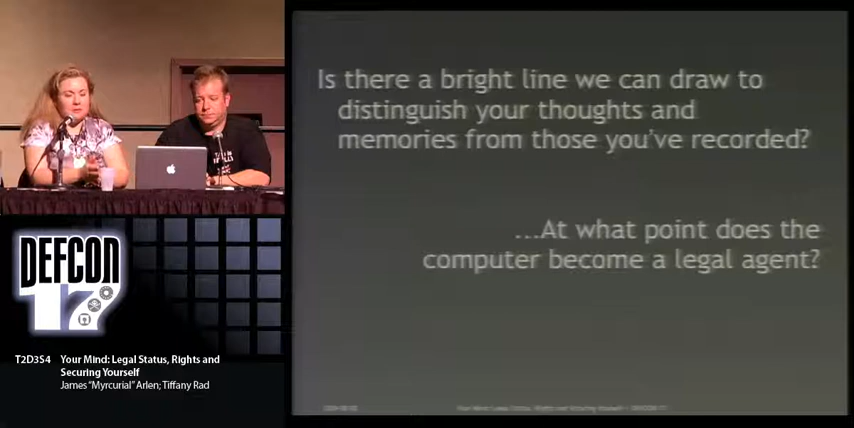 Is there a bright line we can draw to
distinguish your thoughts and
memories from those you've recorded?
...At what point does the
computer become a legal agent?
DEFCON
17
T2D3S4 Your Mind: Legal Status, Rights and
Securing Yourself
James "Myrcurial" Arlen; Tiffany Rad